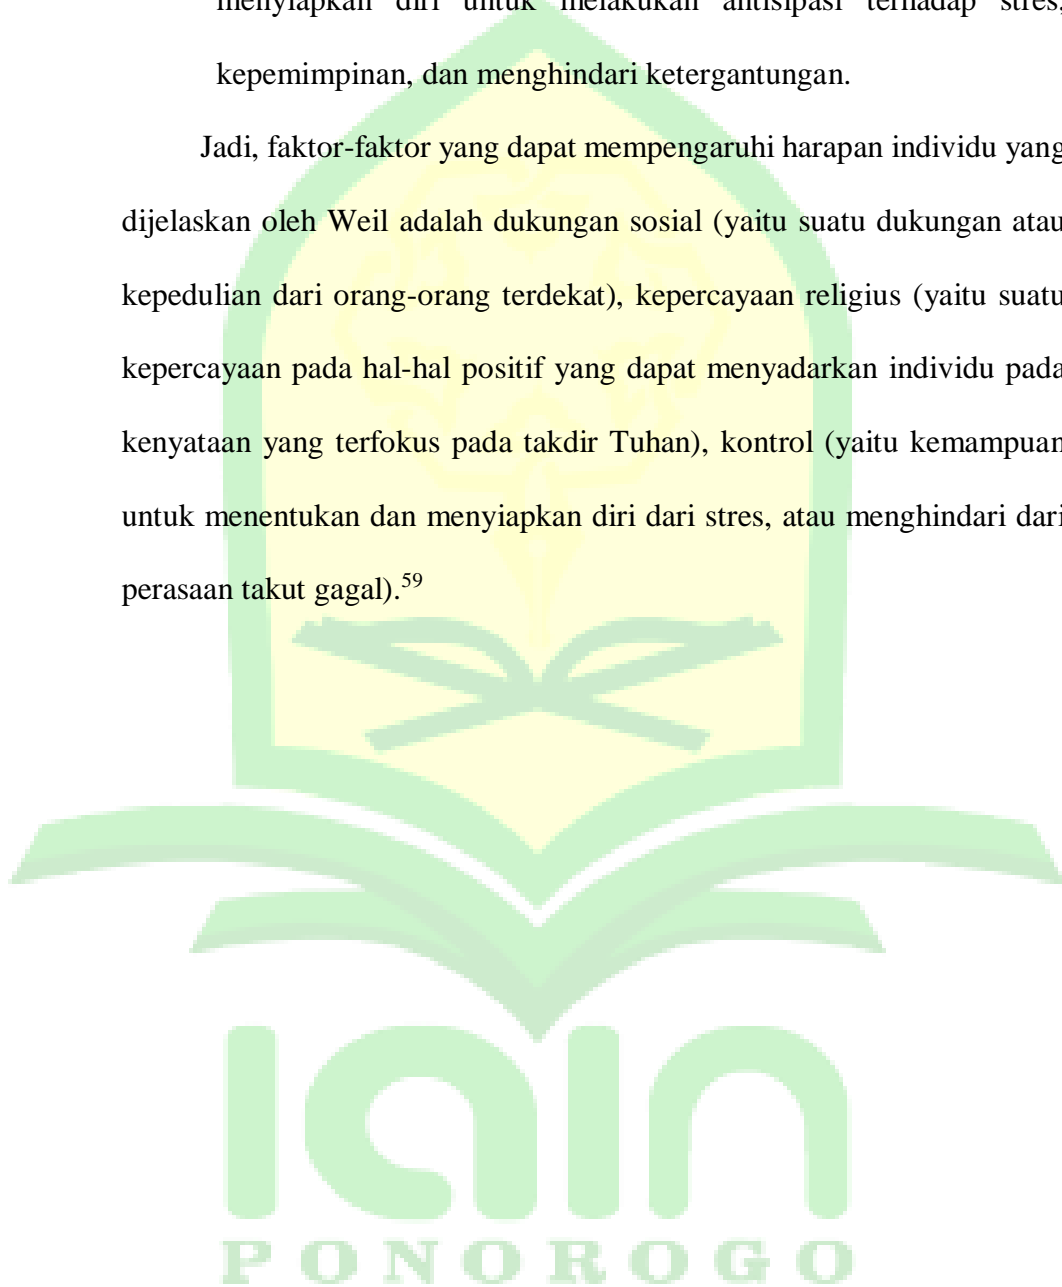 menyiapkan diri untuk melakukan antisipasi terhadap stres,
kepemimpinan, dan menghindari ketergantungan.
Jadi, faktor-faktor yang dapat mempengaruhi harapan individu yang
dijelaskan oleh Weil adalah dukungan sosial (yaitu suatu dukungan atau
kepedulian dari orang-orang terdekat), kepercayaan religius (yaitu suatu
kepercayaan pada hal-hal positif yang dapat menyadarkan individu pada
kenyataan yang terfokus pada takdir Tuhan), kontrol (yaitu kemampuan
untuk menentukan dan menyiapkan diri dari stres, atau menghindari dari
perasaan takut gagal).⁵⁹
iain
PONOROGO